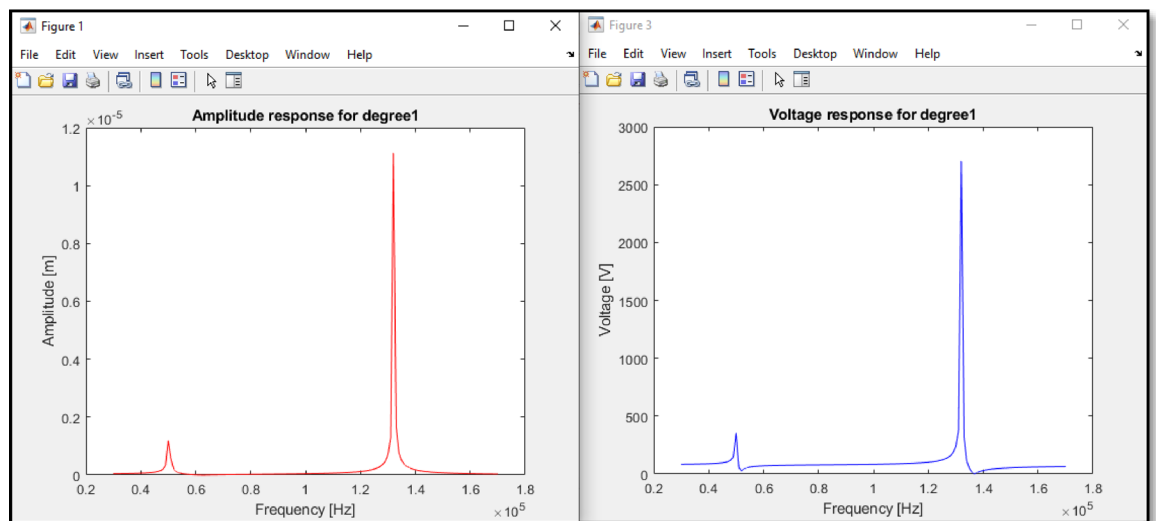 Figure 1
File Edit View Insert Tools Desktop Window Help
Amplitude response for degree1
×10⁻⁵
1.2
1
0.8
0.6
0.4
0.2
0
Amplitude [m]
0.2 0.4 0.6 0.8 1 1.2 1.4 1.6 1.8
Frequency [Hz]
×10⁵
Figure 3
File Edit View Insert Tools Desktop Window Help
Voltage response for degree1
3000
2500
2000
1500
1000
500
0
Voltage [V]
0.2 0.4 0.6 0.8 1 1.2 1.4 1.6 1.8
Frequency [Hz]
×10⁵